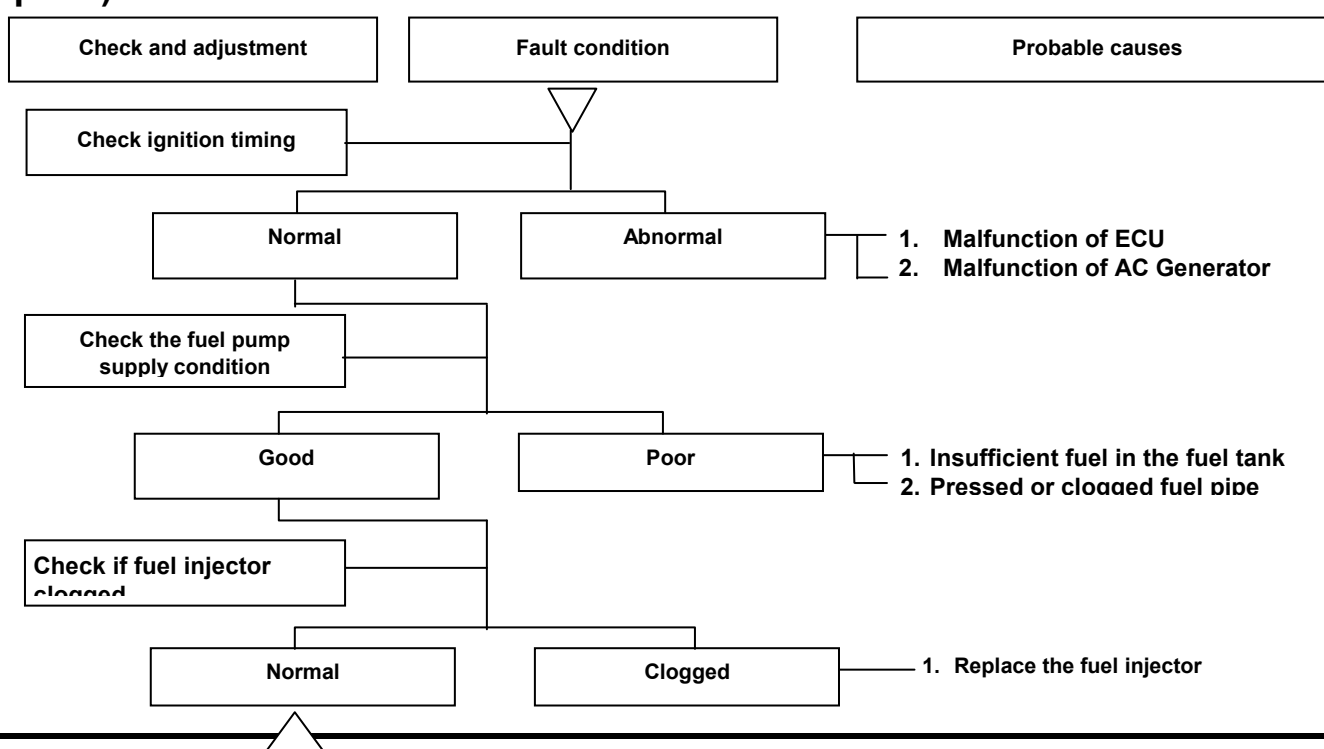 Check and adjustment
Fault condition
Probable causes
Check ignition timing
Normal
Abnormal
1. Malfunction of ECU
2. Malfunction of AC Generator
Check the fuel pump
supply condition
Good
Poor
1. Insufficient fuel in the fuel tank
2. Pressed or clogged fuel pipe
Check if fuel injector
clogged
Normal
Clogged
1. Replace the fuel injector